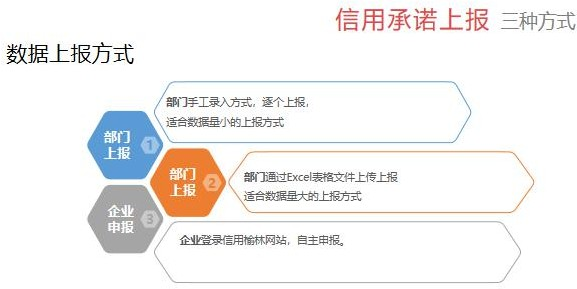 信用承诺上报 三种方式
数据上报方式
部门
上报
1
部门手工录入方式，逐个上报，
适合数据量小的上报方式
部门
上报
2
部门通过Excel表格文件上传上报
适合数据量大的上报方式
企业
申报
3
企业登录信用榆林网站，自主申报。